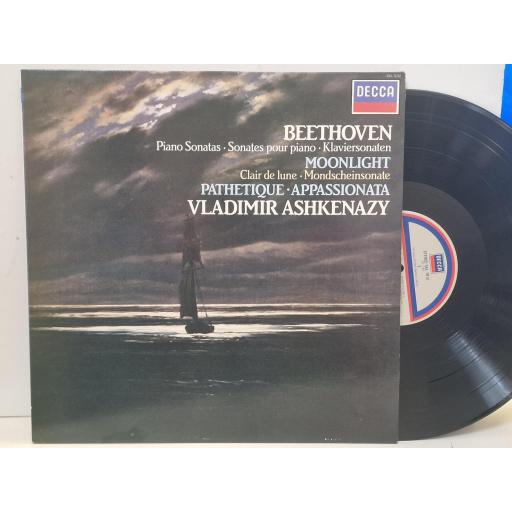 DECCA
BEETHOVEN
Piano Sonatas · Sonates pour piano · Klaviersonaten
MOONLIGHT
Clair de lune · Mondscheinsonate
PATHETIQUE · APPASSIONATA
VLADIMIR ASHKENAZY
DECCA